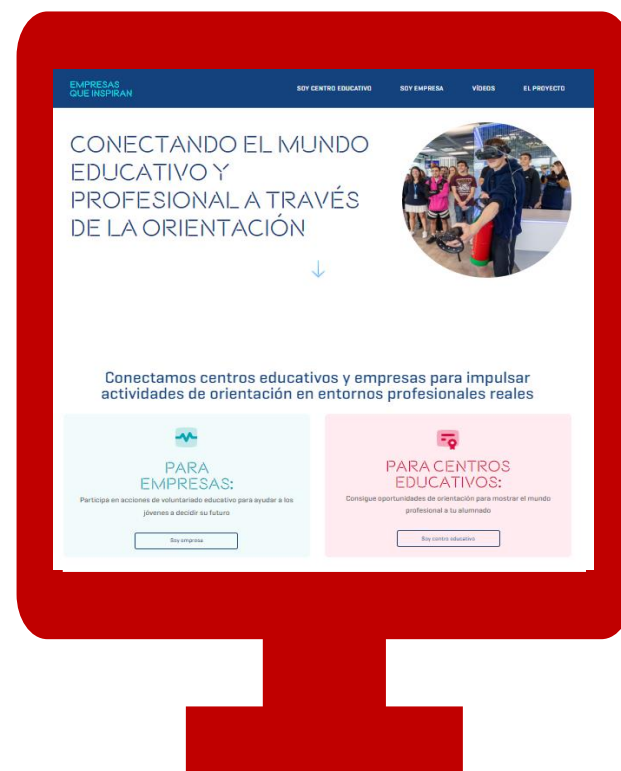 EMPRESAS
QUE INSPIRAN
SOY CENTRO EDUCATIVO SOY EMPRESA VÍDEOS EL PROYECTO
CONECTANDO EL MUNDO
EDUCATIVO Y
PROFESIONAL A TRAVÉS
DE LA ORIENTACIÓN
Conectamos centros educativos y empresas para impulsar
actividades de orientación en entornos profesionales reales
PARA
EMPRESAS:
Participa en acciones de voluntariado educativo para ayudar a los
jóvenes a decidir su futuro
Soy empresa
PARA CENTROS
EDUCATIVOS:
Consigue oportunidades de orientación para mostrar el mundo
profesional a tu alumnado
Soy centro educativo